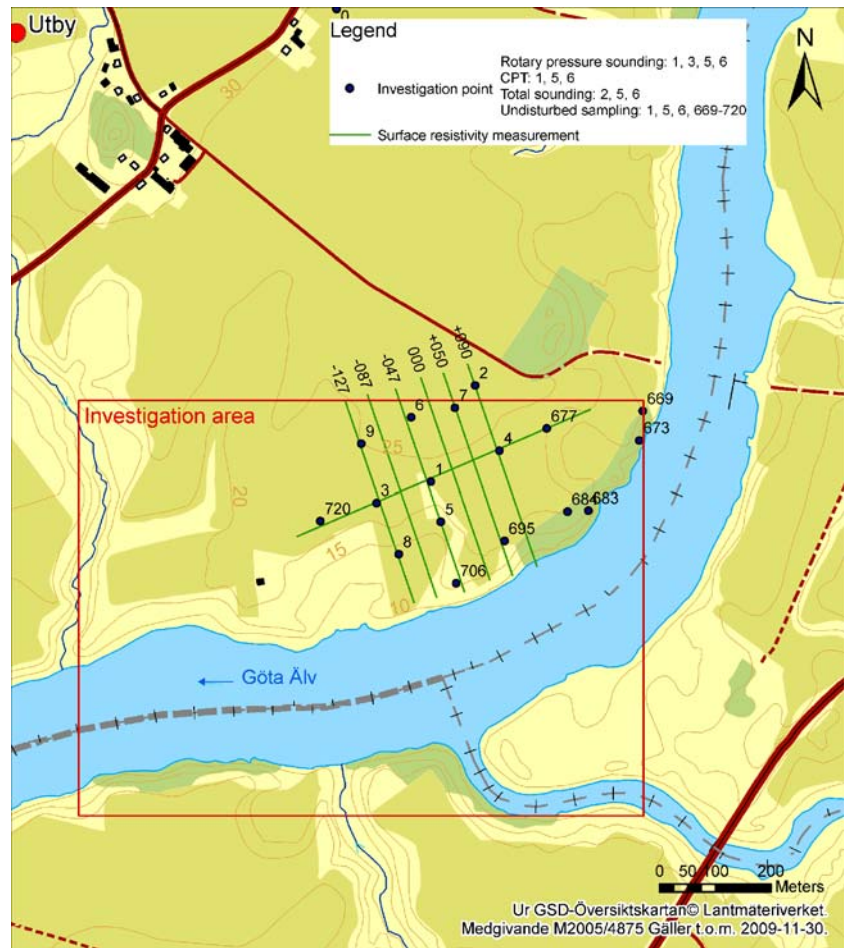 Utby
0
Legend
Investigation point
Rotary pressure sounding: 1, 3, 5, 6
CPT: 1, 5, 6
Total sounding: 2, 5, 6
Undisturbed sampling: 1, 5, 6, 669-720
Surface resistivity measurement
N
30
-127
-087
-047
000
+050
+090
2
7
6
669
Investigation area
677
673
9
25
4
1
20
3
720
5
684
683
695
15
8
706
10
Göta Älv
0 50 100 200
Meters
Ur GSD-Översiktskartan© Lantmäteriverket.
Medgivande M2005/4875 Gäller t.o.m. 2009-11-30.